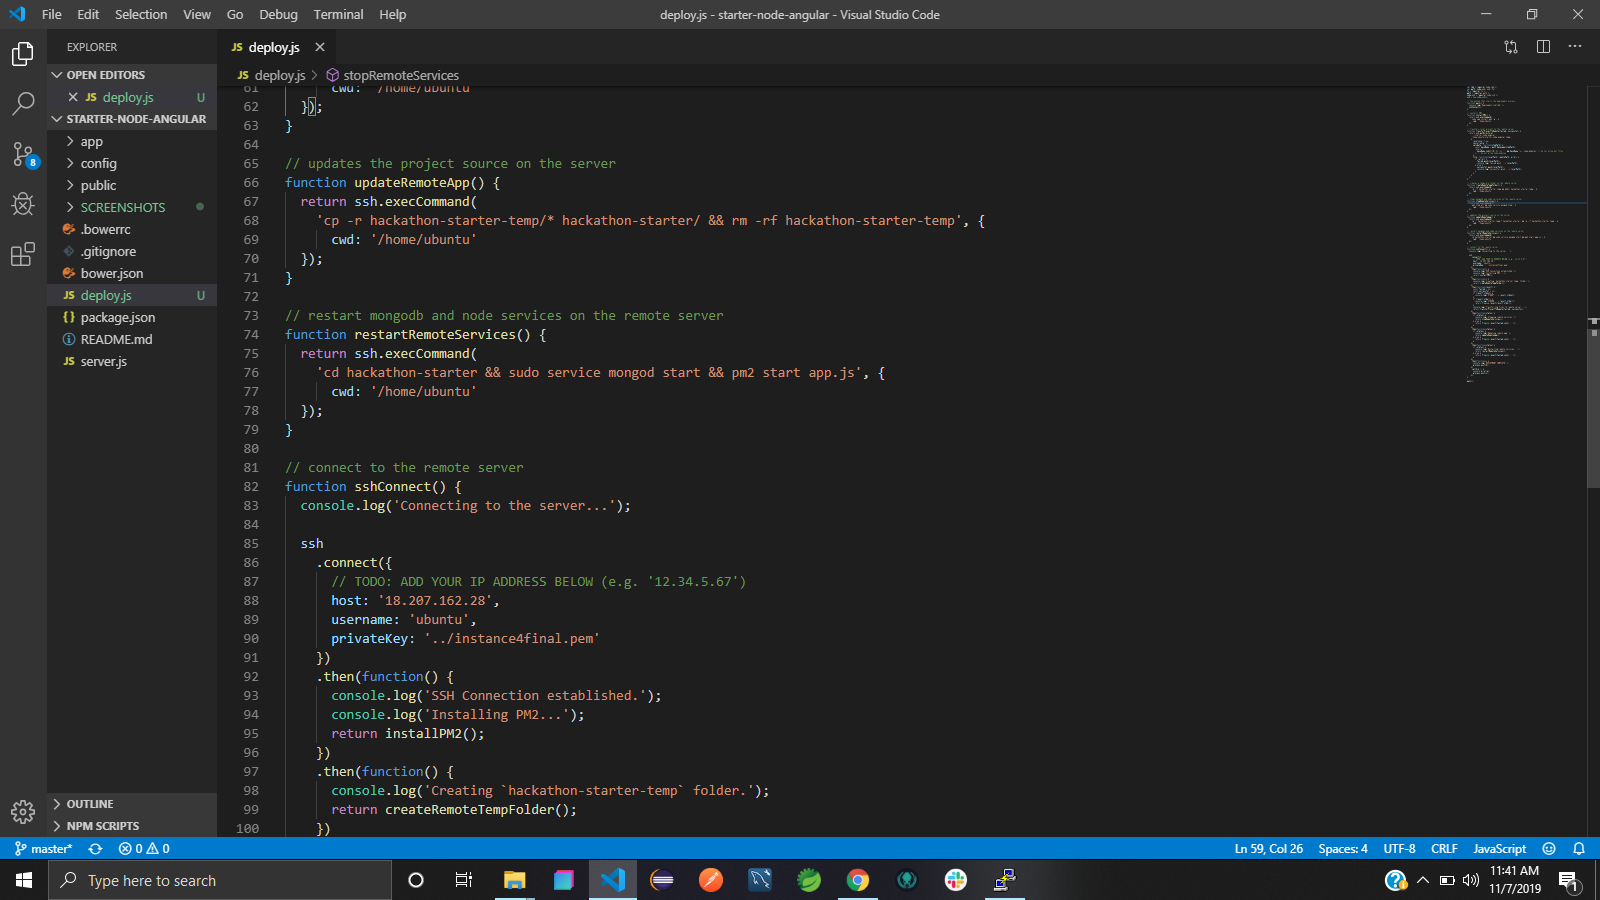 File Edit Selection View Go Debug Terminal Help
deploy.js - starter-node-angular - Visual Studio Code
EXPLORER
OPEN EDITORS
JS deploy.js U
STARTER-NODE-ANGULAR
app
config
public
SCREENSHOTS
.bowerrc
.gitignore
bower.json
JS deploy.js U
{} package.json
README.md
JS server.js
OUTLINE
NPM SCRIPTS
8
JS deploy.js
JS deploy.js > stopRemoteServices
61 cwd: '/home/ubuntu'
62 });
63 }
64
65 // updates the project source on the server
66 function updateRemoteApp() {
67 return ssh.execCommand(
68 'cp -r hackathon-starter-temp/* hackathon-starter/ && rm -rf hackathon-starter-temp', {
69 cwd: '/home/ubuntu'
70 });
71 }
72
73 // restart mongodb and node services on the remote server
74 function restartRemoteServices() {
75 return ssh.execCommand(
76 'cd hackathon-starter && sudo service mongod start && pm2 start app.js', {
77 cwd: '/home/ubuntu'
78 });
79 }
80
81 // connect to the remote server
82 function sshConnect() {
83 console.log('Connecting to the server...');
84
85 ssh
86 .connect({
87 // TODO: ADD YOUR IP ADDRESS BELOW (e.g. '12.34.5.67')
88 host: '18.207.162.28',
89 username: 'ubuntu',
90 privateKey: '../instance4final.pem'
91 })
92 .then(function() {
93 console.log('SSH Connection established.');
94 console.log('Installing PM2...');
95 return installPM2();
96 })
97 .then(function() {
98 console.log('Creating `hackathon-starter-temp` folder.');
99 return createRemoteTempFolder();
100 })
master* 0 0
Ln 59, Col 26 Spaces: 4 UTF-8 CRLF JavaScript
Type here to search
11:41 AM
11/7/2019
1